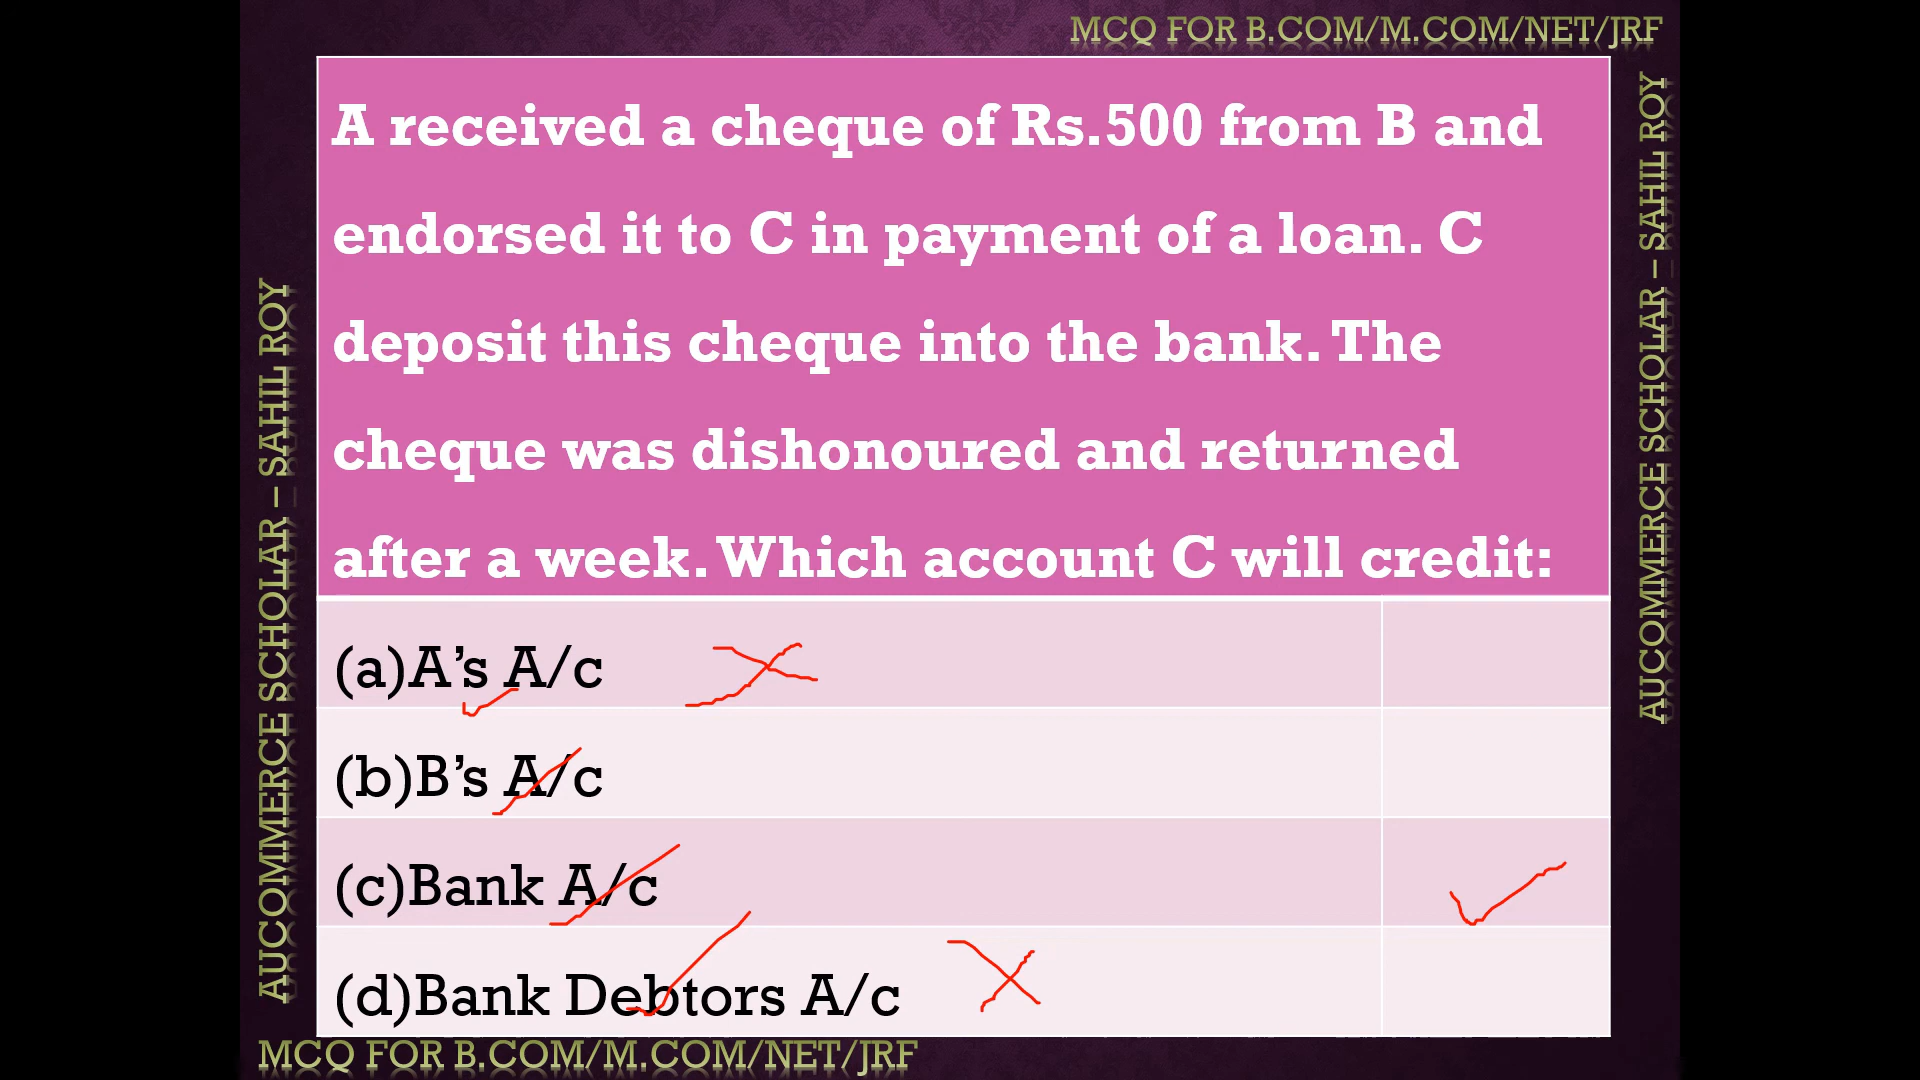 MCQ FOR B.COM/M.COM/NET/JRF
A received a cheque of Rs.500 from B and
endorsed it to C in payment of a loan. C
deposit this cheque into the bank. The
cheque was dishonoured and returned
after a week. Which account C will credit:
(a)A’s A/c
(b)B’s A/c
(c)Bank A/c
(d)Bank Debtors A/c
AUCOMMERCE SCHOLAR – SAHIL ROY
AUCOMMERCE SCHOLAR – SAHIL ROY
MCQ FOR B.COM/M.COM/NET/JRF